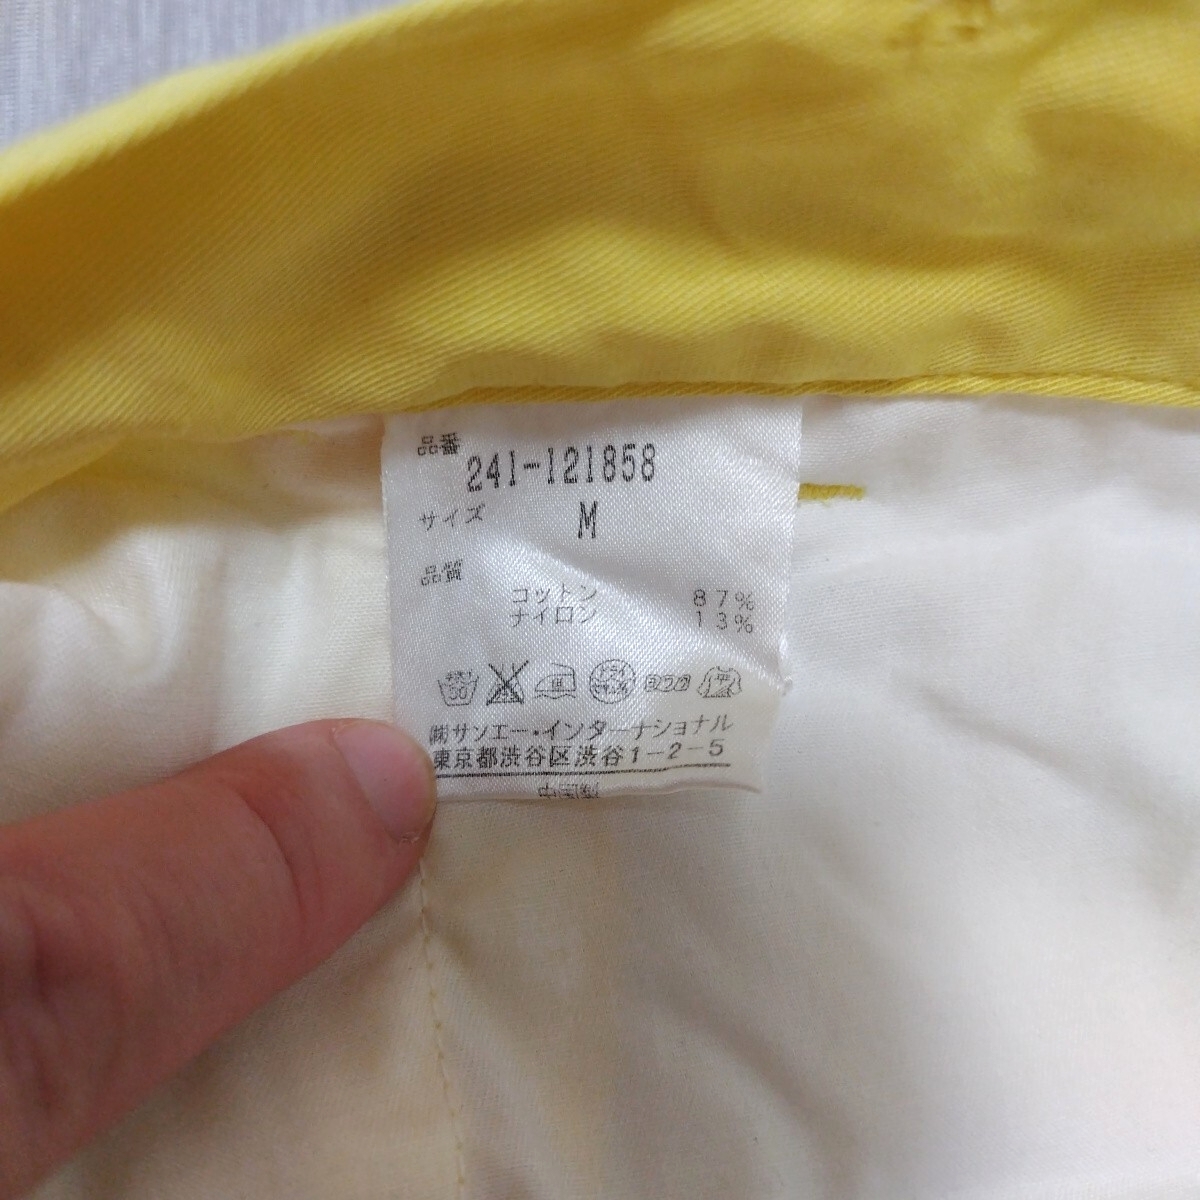 品番
241-121858
サイズ M
品質
コットン 87%
ナイロン 13%
㈱サンエー・インターナショナル
東京都渋谷区渋谷1-2-5